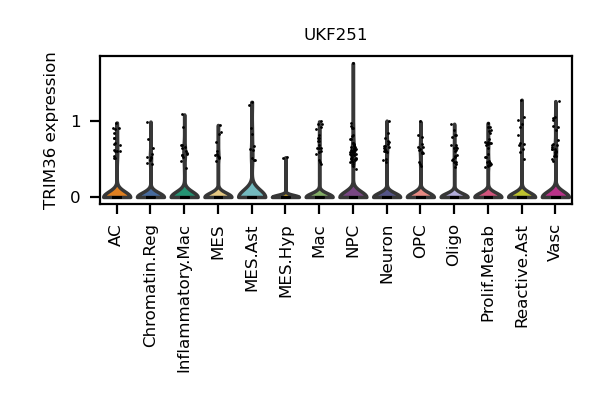 UKF251
TRIM36 expression
1
0
AC
Chromatin.Reg
Inflammatory.Mac
MES
MES.Ast
MES.Hyp
Mac
NPC
Neuron
OPC
Oligo
Prolif.Metab
Reactive.Ast
Vasc